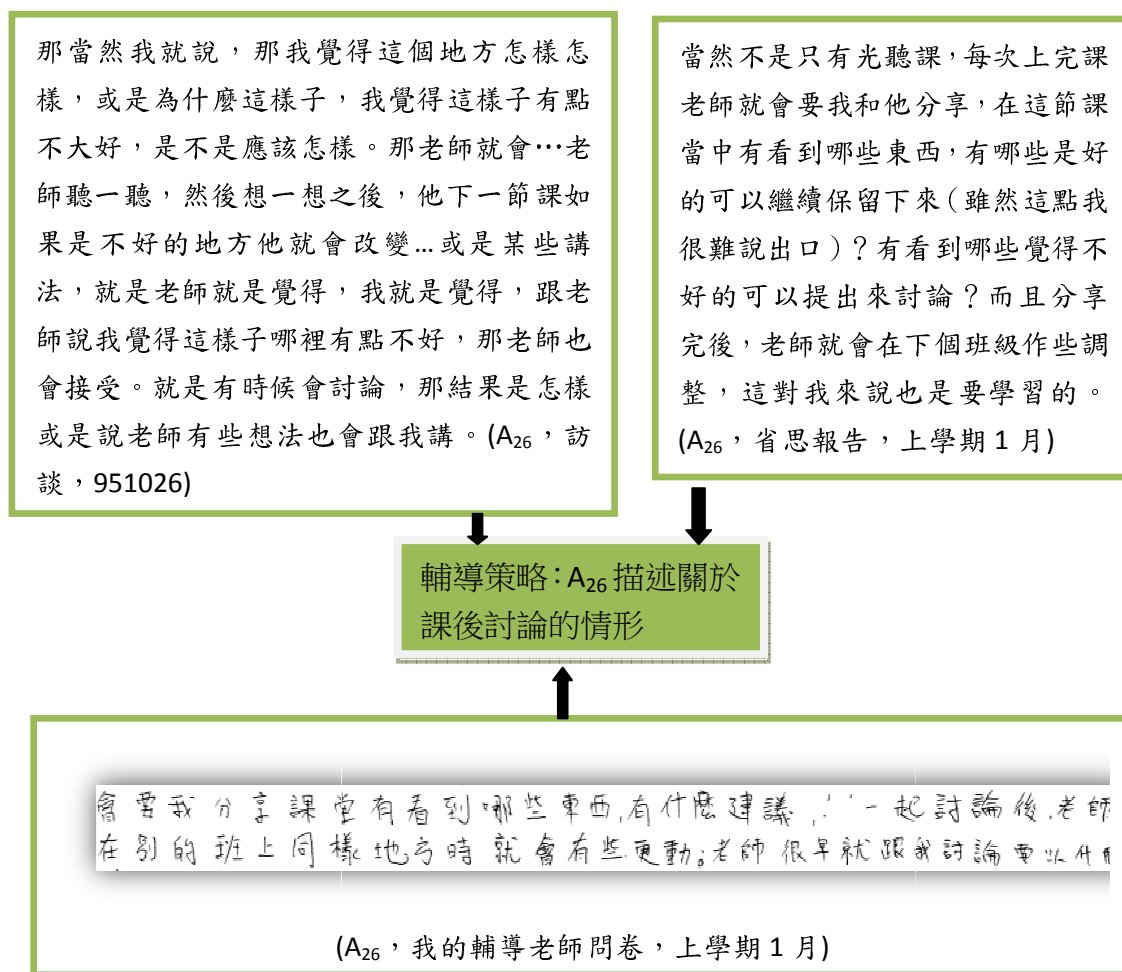 那當然我就說，那我覺得這個地方怎樣怎
樣，或是為什麼這樣子，我覺得這樣子有點
不大好，是不是應該怎樣。那老師就會…老
師聽一聽，然後想一想之後，他下一節課如
果是不好的地方他就會改變…或是某些講
法，就是老師就是覺得，我就是覺得，跟老
師說我覺得這樣子哪裡有點不好，那老師也
會接受。就是有時候會討論，那結果是怎樣
或是說老師有些想法也會跟我講。(A26，訪
談，951026)
當然不是只有光聽課，每次上完課
老師就會要我和他分享，在這節課
當中有看到哪些東西，有哪些是好
的可以繼續保留下來（雖然這點我
很難說出口）？有看到哪些覺得不
好的可以提出來討論？而且分享
完後，老師就會在下個班級作些調
整，這對我來說也是要學習的。
(A26，省思報告，上學期1月)
輔導策略：A26描述關於
課後討論的情形
會要我分享課堂有看到哪些東西,有什麼建議,一起討論後,老師
在別的班上同樣地方時就會有些更動;老師很早就跟我討論要以什
(A26，我的輔導老師問卷，上學期1月)